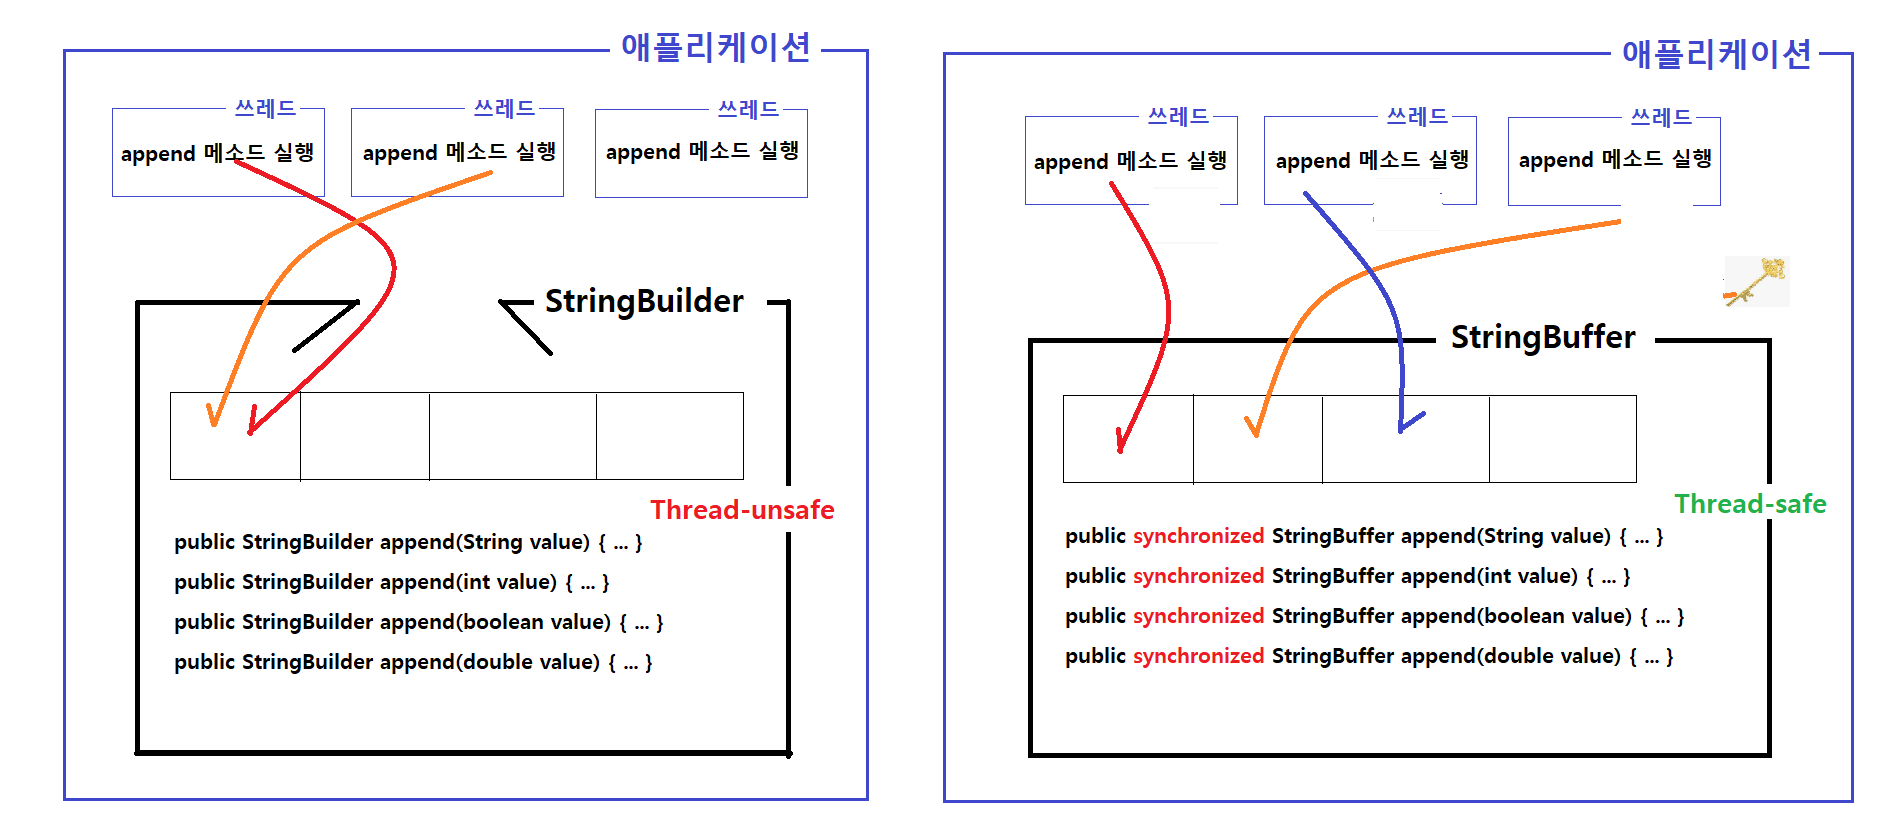 애플리케이션
쓰레드
쓰레드
쓰레드
append 메소드 실행
append 메소드 실행
append 메소드 실행
StringBuilder
Thread-unsafe
public StringBuilder append(String value) { ... }
public StringBuilder append(int value) { ... }
public StringBuilder append(boolean value) { ... }
public StringBuilder append(double value) { ... }
애플리케이션
쓰레드
쓰레드
쓰레드
append 메소드 실행
append 메소드 실행
append 메소드 실행
StringBuffer
Thread-safe
public synchronized StringBuffer append(String value) { ... }
public synchronized StringBuffer append(int value) { ... }
public synchronized StringBuffer append(boolean value) { ... }
public synchronized StringBuffer append(double value) { ... }